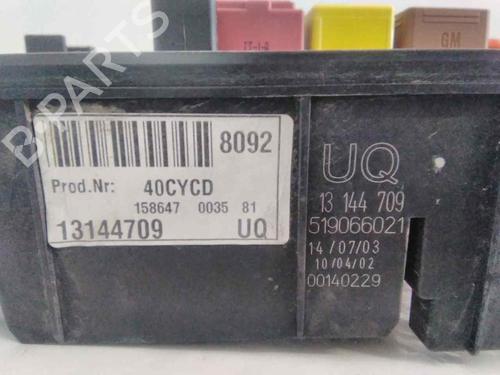 GM
8092
Prod.Nr: 40CYCD
158647 0035 81
13144709 UQ
UQ
13 144 709
519066021
14/07/03
10/04/02
00140229
B PARTS